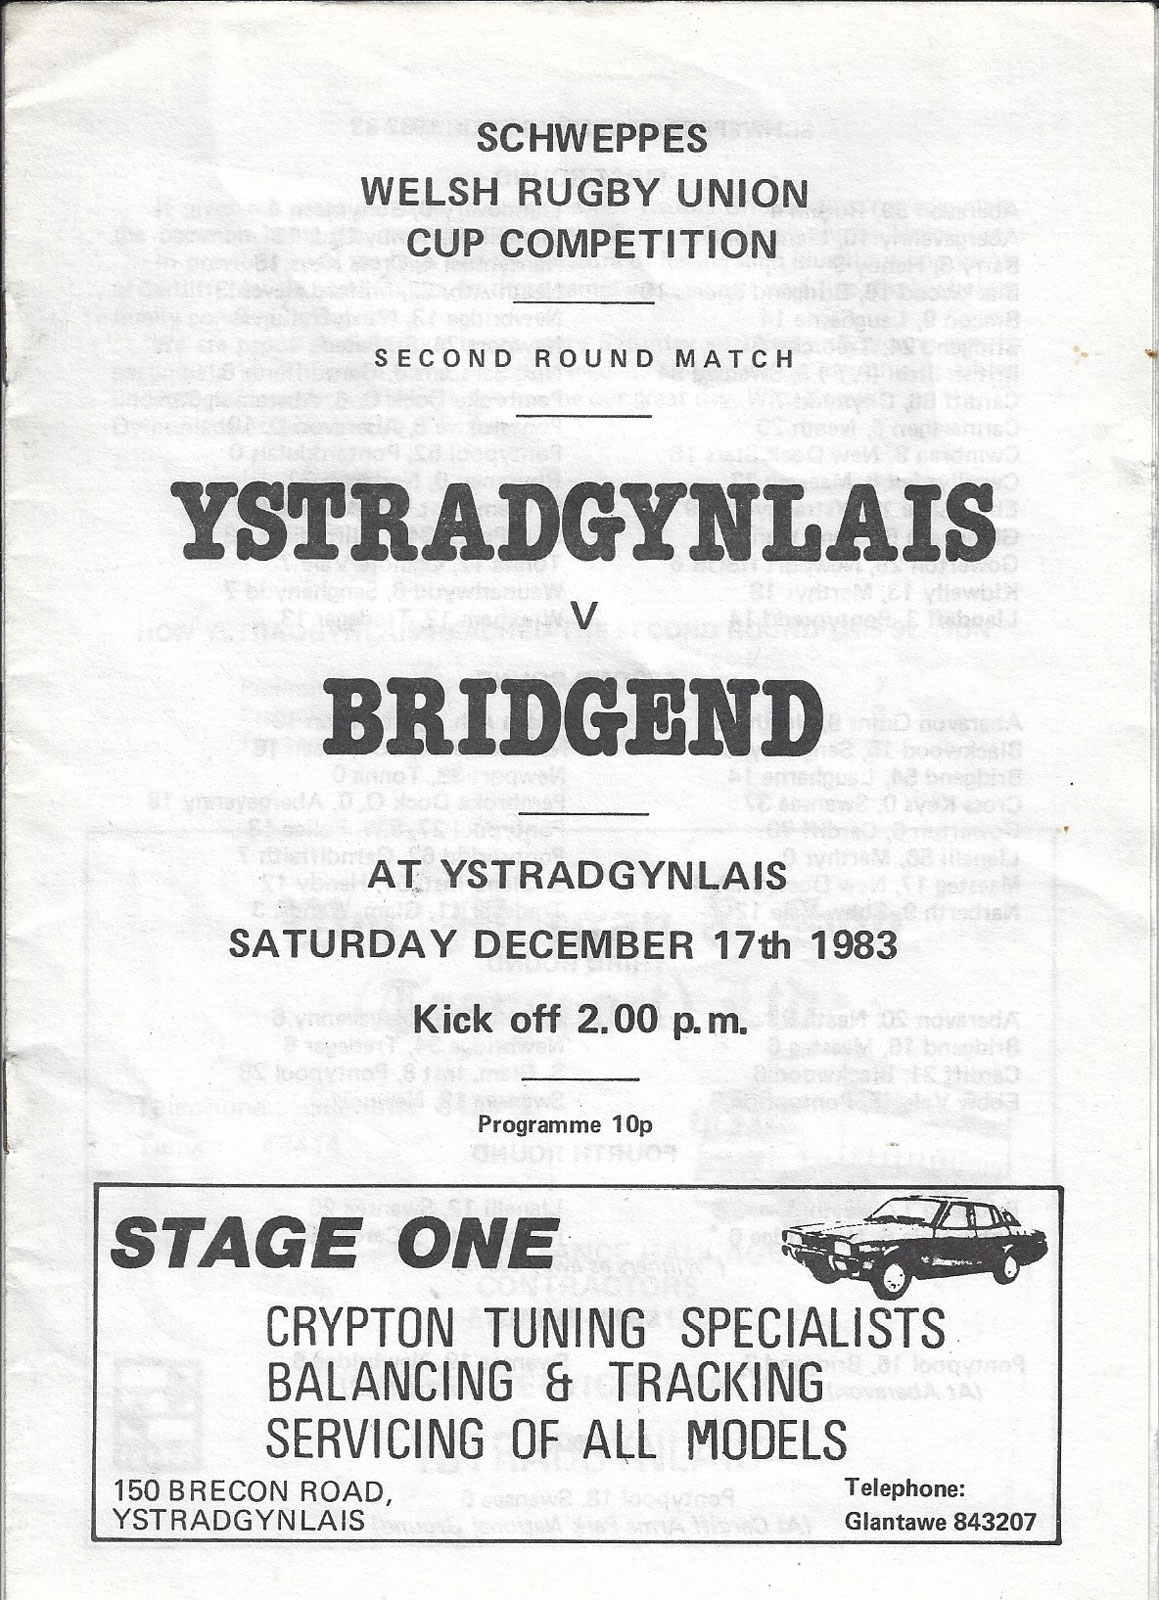 SCHWEPPES
WELSH RUGBY UNION
CUP COMPETITION
SECOND ROUND MATCH
YSTRADGYNLAIS
V
BRIDGEND
AT YSTRADGYNLAIS
SATURDAY DECEMBER 17th 1983
Kick off 2.00 p.m.
Programme 10p
STAGE ONE
CRYPTON TUNING SPECIALISTS
BALANCING & TRACKING
SERVICING OF ALL MODELS
150 BRECON ROAD,
YSTRADGYNLAIS
Telephone:
Glantawe 843207